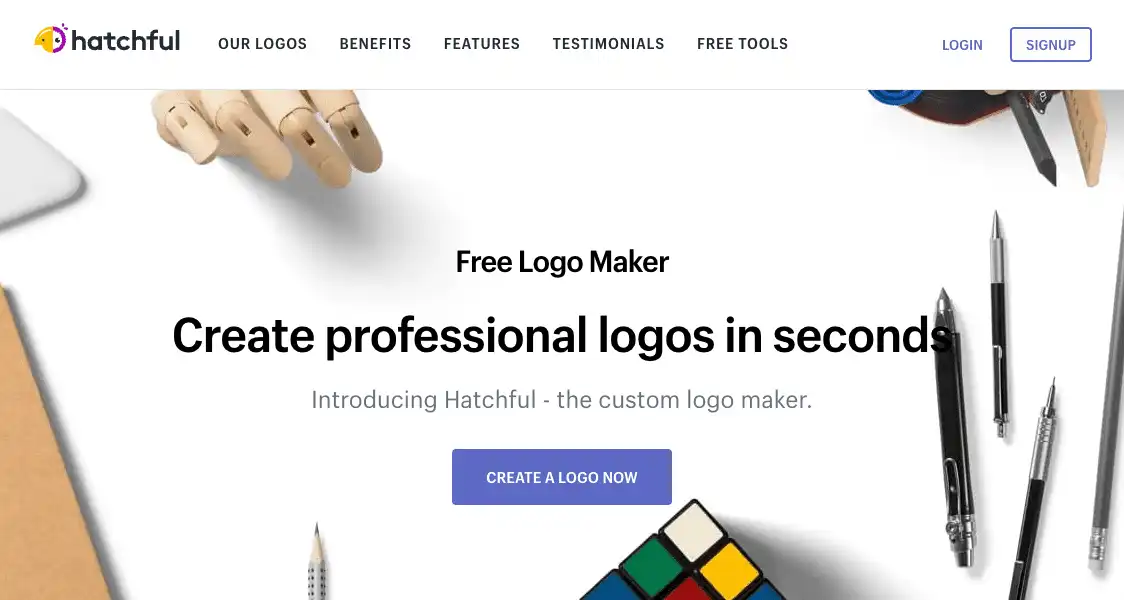 hatchful
OUR LOGOS
BENEFITS
FEATURES
TESTIMONIALS
FREE TOOLS
LOGIN
SIGNUP
Free Logo Maker
Create professional logos in seconds
Introducing Hatchful - the custom logo maker.
CREATE A LOGO NOW